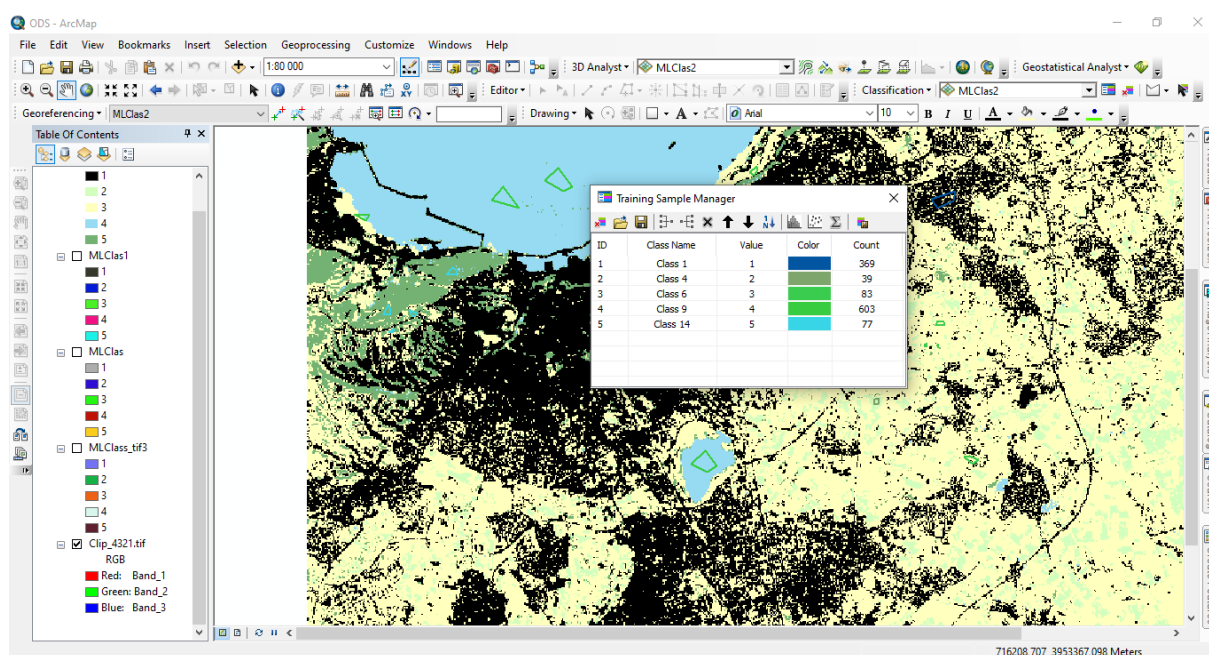 ODS - ArcMap
File Edit View Bookmarks Insert Selection Geoprocessing Customize Windows Help
1:80 000
3D Analyst
MLClas2
Geostatistical Analyst
Editor
Classification
MLClas2
Georeferencing
MLClas2
Drawing
Arial
10
B I U A
Table Of Contents
1
2
3
4
5
MLClas1
1
2
3
4
5
MLClas
1
2
3
4
5
MLClass_tif3
1
2
3
4
5
Clip_4321.tif
RGB
Red: Band_1
Green: Band_2
Blue: Band_3
Training Sample Manager
ID Class Name Value Color Count
1 Class 1 1 369
2 Class 4 2 39
3 Class 6 3 83
4 Class 9 4 603
5 Class 14 5 77
716208,707 3953367,098 Meters